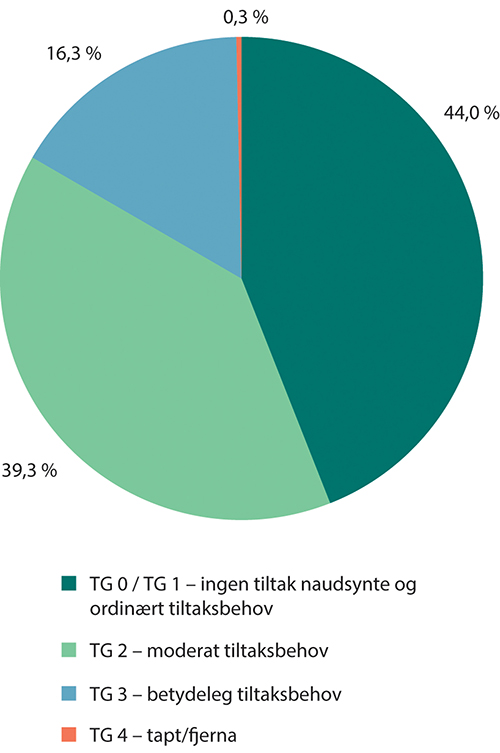 0,3 %
16,3 %
44,0 %
39,3 %
TG 0 / TG 1 – ingen tiltak naudsynte og
ordinært tiltaksbehov
TG 2 – moderat tiltaksbehov
TG 3 – betydeleg tiltaksbehov
TG 4 – tapt/fjerna